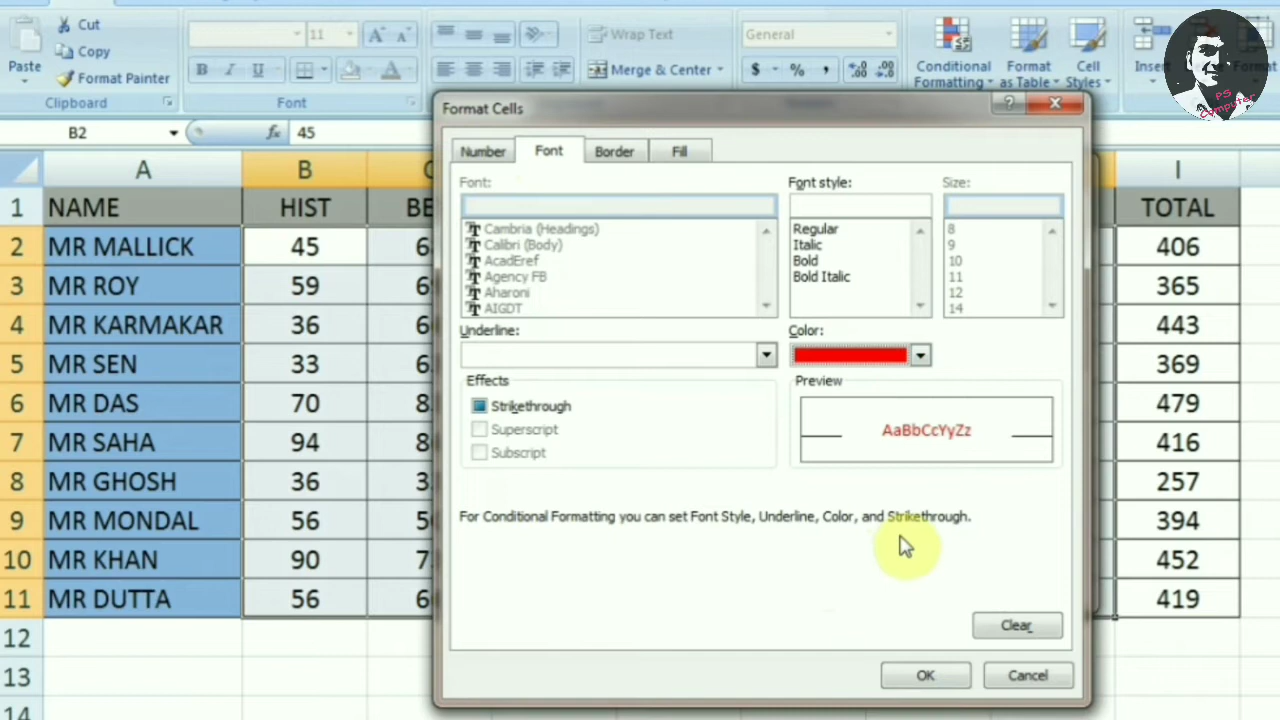 Cut
Copy
Format Painter
Paste
Clipboard
11
A A
B I U A
Font
Wrap Text
Merge & Center
General
$ % ,
Conditional Formatting
Format as Table
Cell Styles
Insert
Format
PS Computer
B2 fx 45
Format Cells
Number Font Border Fill
Font: Font style: Size:
Cambria (Headings) Regular 8
Calibri (Body) Italic 9
AcadEref Bold 10
Agency FB Bold Italic 11
Aharoni 12
AIGDT 14
Underline: Color:
Effects Preview
Strikethrough
Superscript AaBbCcYyZz
Subscript
For Conditional Formatting you can set Font Style, Underline, Color, and Strikethrough.
Clear
OK Cancel
A B I
1 NAME HIST BE TOTAL
2 MR MALLICK 45 406
3 MR ROY 59 365
4 MR KARMAKAR 36 443
5 MR SEN 33 369
6 MR DAS 70 479
7 MR SAHA 94 416
8 MR GHOSH 36 257
9 MR MONDAL 56 394
10 MR KHAN 90 452
11 MR DUTTA 56 419
12
13
14